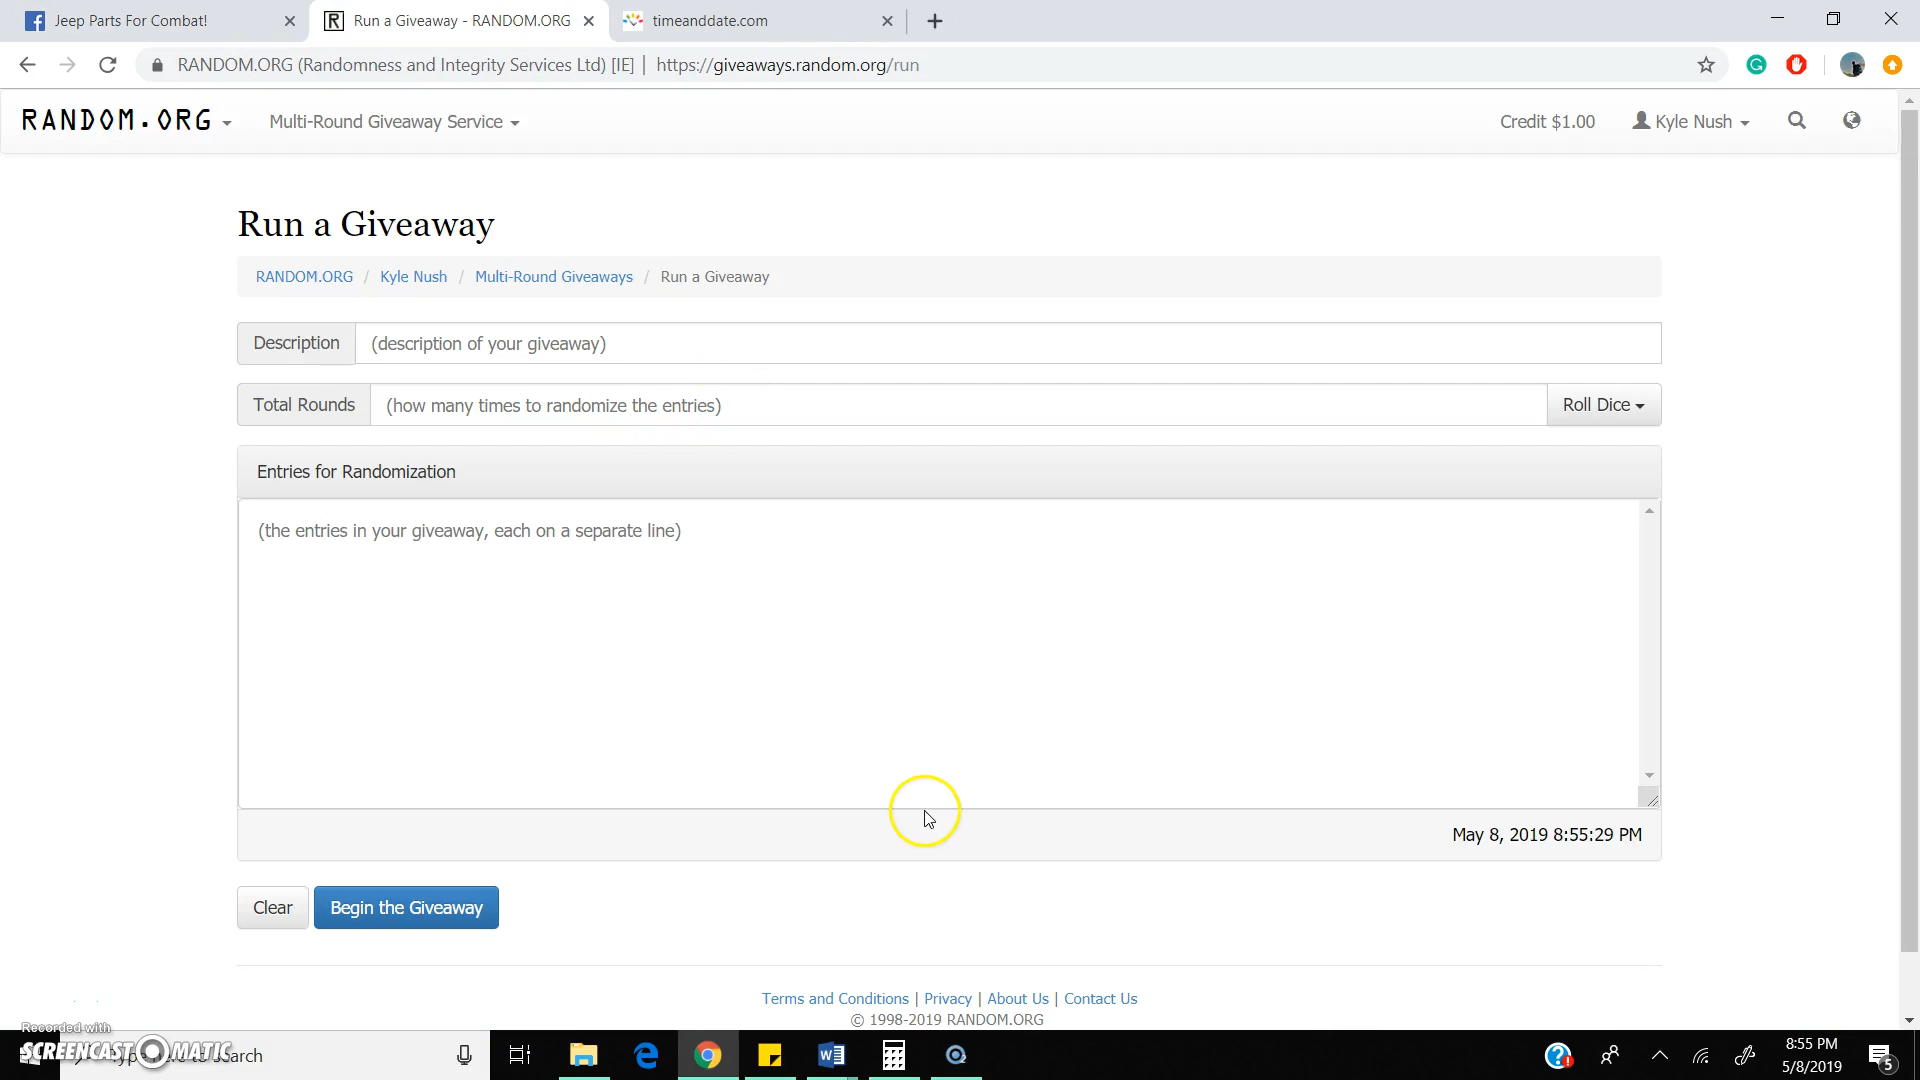 Jeep Parts For Combat!
Run a Giveaway - RANDOM.ORG
timeanddate.com
RANDOM.ORG (Randomness and Integrity Services Ltd) [IE] | https://giveaways.random.org/run
RANDOM.ORG
Multi-Round Giveaway Service
Credit $1.00
Kyle Nush
Run a Giveaway
RANDOM.ORG / Kyle Nush / Multi-Round Giveaways / Run a Giveaway
Description (description of your giveaway)
Total Rounds (how many times to randomize the entries) Roll Dice
Entries for Randomization
(the entries in your giveaway, each on a separate line)
May 8, 2019 8:55:29 PM
Clear Begin the Giveaway
Terms and Conditions | Privacy | About Us | Contact Us
© 1998-2019 RANDOM.ORG
Recorded with
SCREENCAST-O-MATIC
Type here to search
8:55 PM
5/8/2019
5